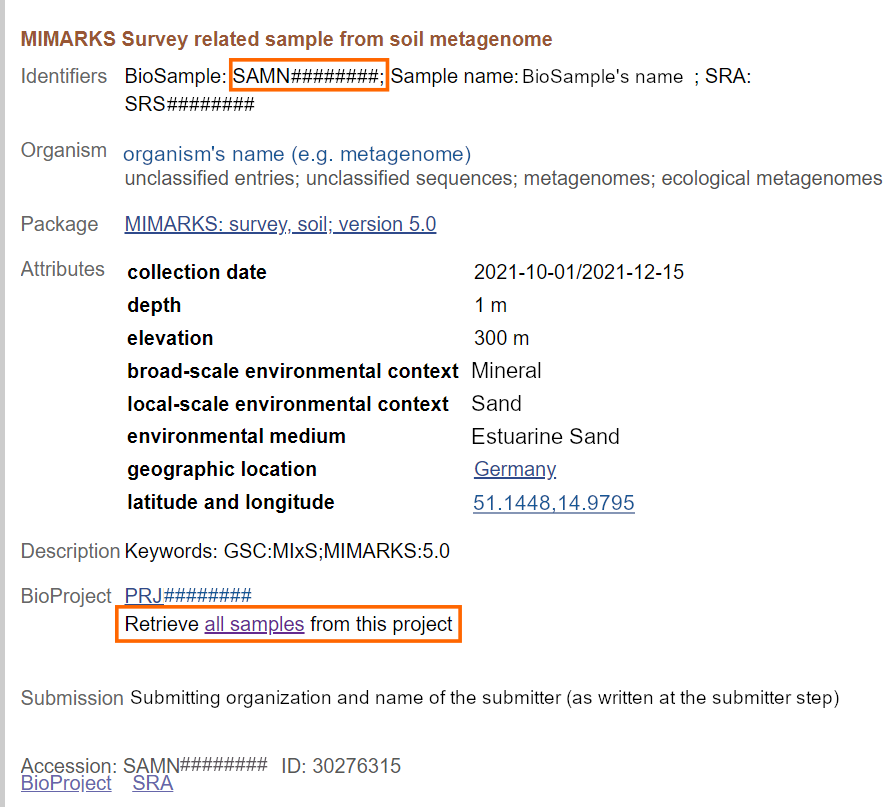 MIMARKS Survey related sample from soil metagenome
Identifiers BioSample: SAMN########; Sample name: BioSample's name ; SRA:
SRS########
Organism organism's name (e.g. metagenome)
unclassified entries; unclassified sequences; metagenomes; ecological metagenomes
Package MIMARKS: survey, soil; version 5.0
Attributes collection date 2021-10-01/2021-12-15
depth 1 m
elevation 300 m
broad-scale environmental context Mineral
local-scale environmental context Sand
environmental medium Estuarine Sand
geographic location Germany
latitude and longitude 51.1448,14.9795
Description Keywords: GSC:MIxS;MIMARKS:5.0
BioProject PRJ########
Retrieve all samples from this project
Submission Submitting organization and name of the submitter (as written at the submitter step)
Accession: SAMN######## ID: 30276315
BioProject SRA